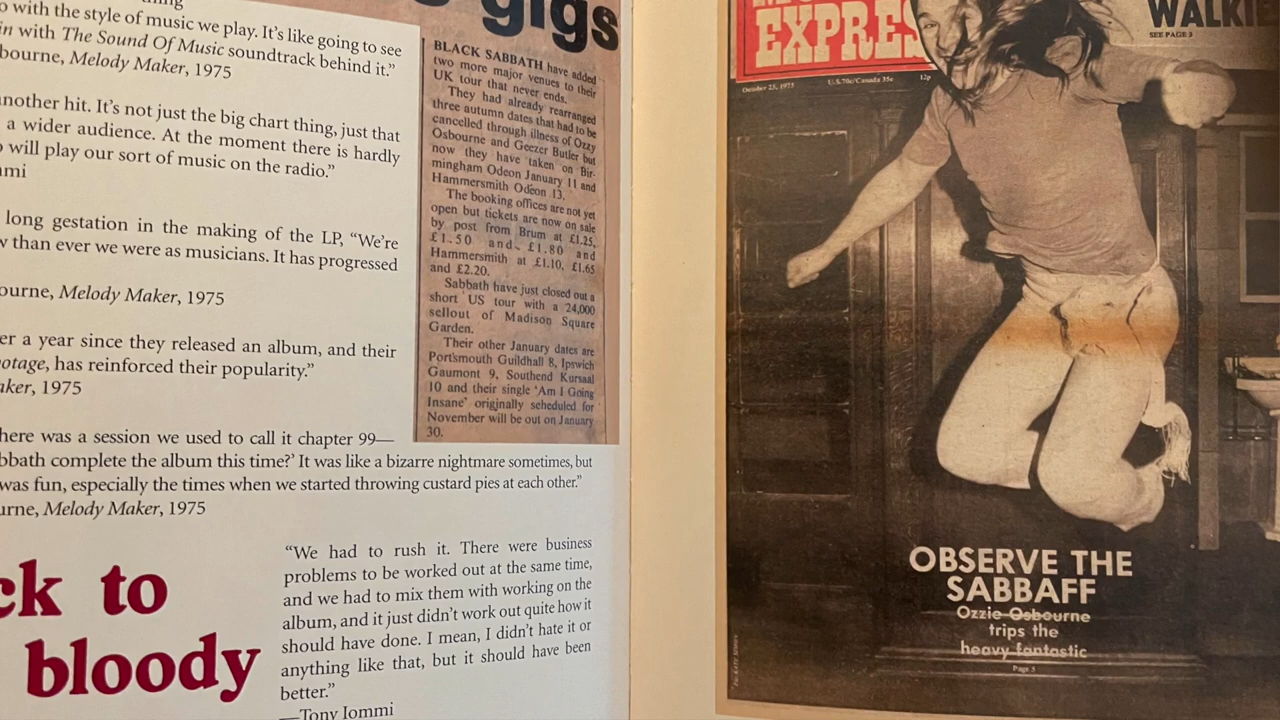 gigs
o with the style of music we play. It's like going to see
in with The Sound Of Music soundtrack behind it."
bourne, Melody Maker, 1975
nother hit. It's not just the big chart thing, just that
a wider audience. At the moment there is hardly
o will play our sort of music on the radio."
mmi
long gestation in the making of the LP, "We're
w than ever we were as musicians. It has progressed
ourne, Melody Maker, 1975
er a year since they released an album, and their
otage, has reinforced their popularity."
aker, 1975
here was a session we used to call it chapter 99—
bbath complete the album this time?' It was like a bizarre nightmare sometimes, but
was fun, especially the times when we started throwing custard pies at each other."
urne, Melody Maker, 1975
ck to
bloody
"We had to rush it. There were business
problems to be worked out at the same time,
and we had to mix them with working on the
album, and it just didn't work out quite how it
should have done. I mean, I didn't hate it or
anything like that, but it should have been
better."
—Tony Iommi
BLACK SABBATH have added
two more major venues to their
UK tour that never ends.
They had already rearranged
three autumn dates that had to be
cancelled through illness of Ozzy
Osbourne and Geezer Butler but
now they have taken on Bir-
mingham Odeon January 11 and
Hammersmith Odeon 13.
The booking offices are not yet
open but tickets are now on sale
by post from Brum at £1.25,
£1.50 and £1.80 and
Hammersmith at £1.10, £1.65
and £2.20.
Sabbath have just closed out a
short US tour with a 24,000
sellout of Madison Square
Garden.
Their other January dates are
Portsmouth Guildhall 8, Ipswich
Gaumont 9, Southend Kursaal
10 and their single 'Am I Going
Insane' originally scheduled for
November will be out on January
30.
EXPRES
October 25, 1975 U.S. 70c/Canada 35c 12p
WALKIE
SEE PAGE 3
OBSERVE THE
SABBAFF
Ozzie Osbourne
trips the
heavy fantastic
Page 5